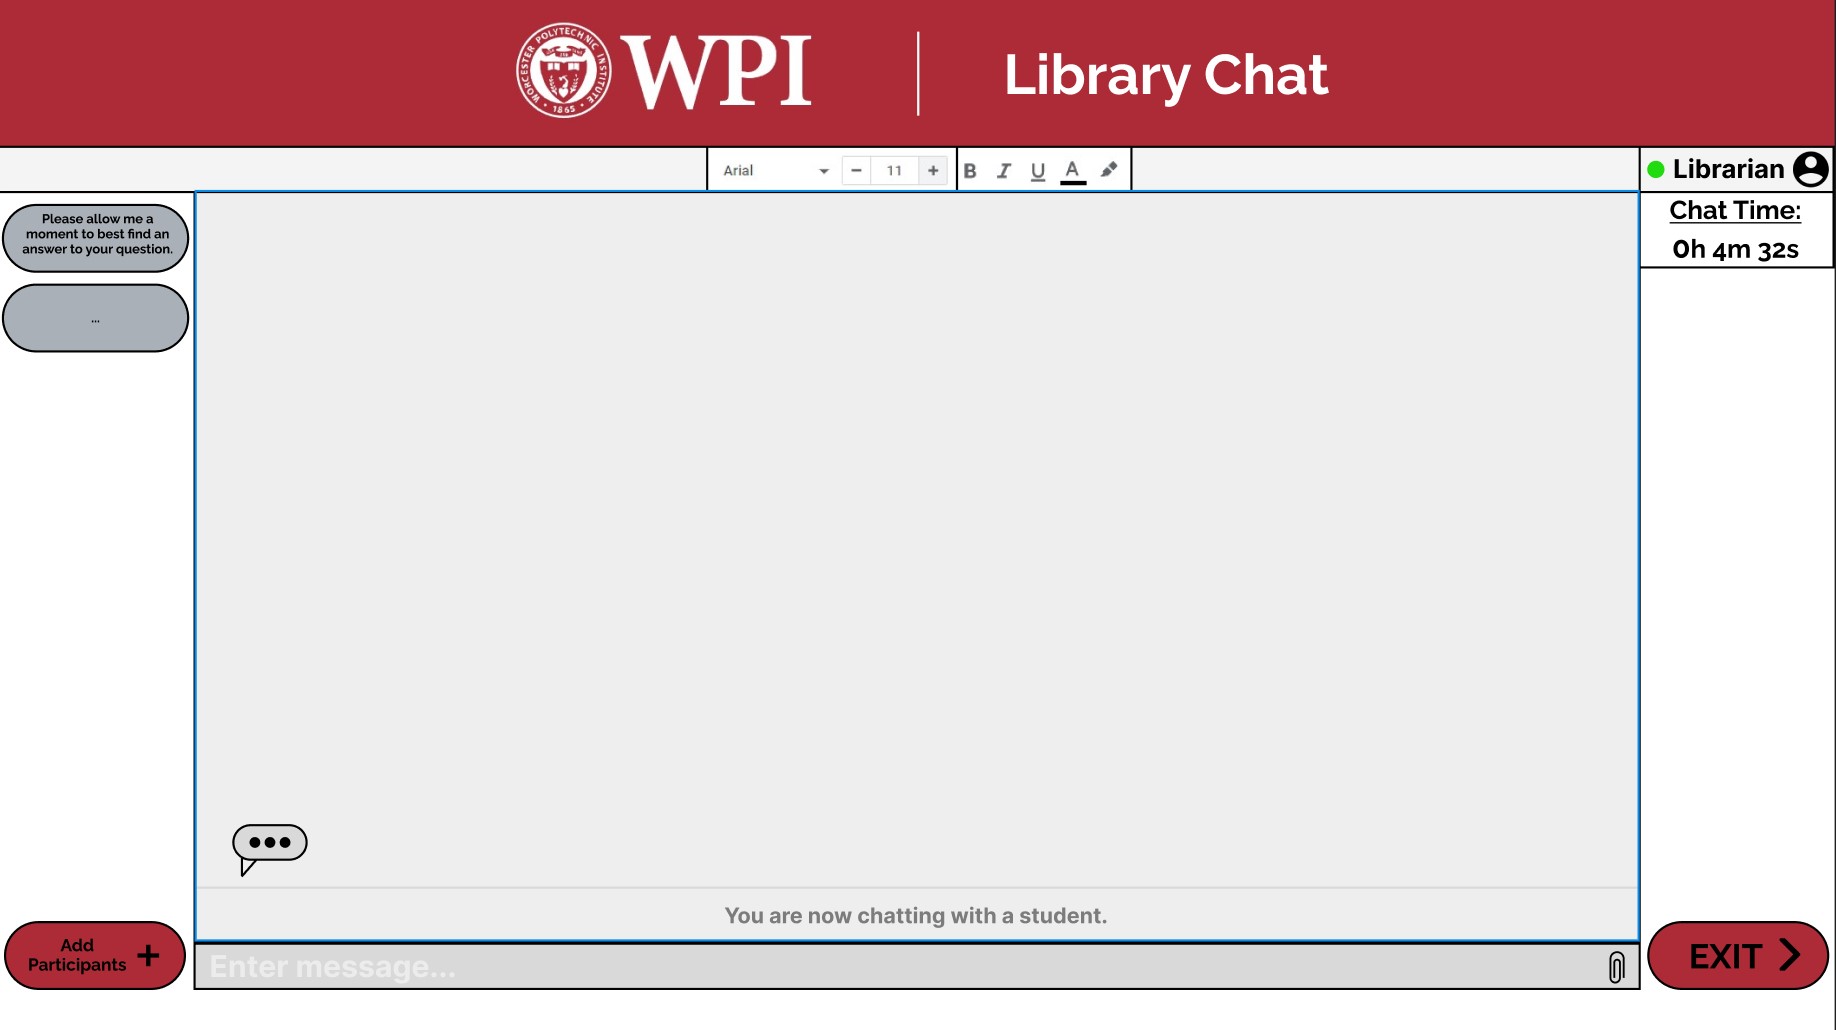 WORCESTER POLYTECHNIC INSTITUTE
1865
WPI
Library Chat
Arial
11
B I U A
Librarian
Please allow me a
moment to best find an
answer to your question.
Chat Time:
0h 4m 32s
...
You are now chatting with a student.
Add
Participants
Enter message...
EXIT